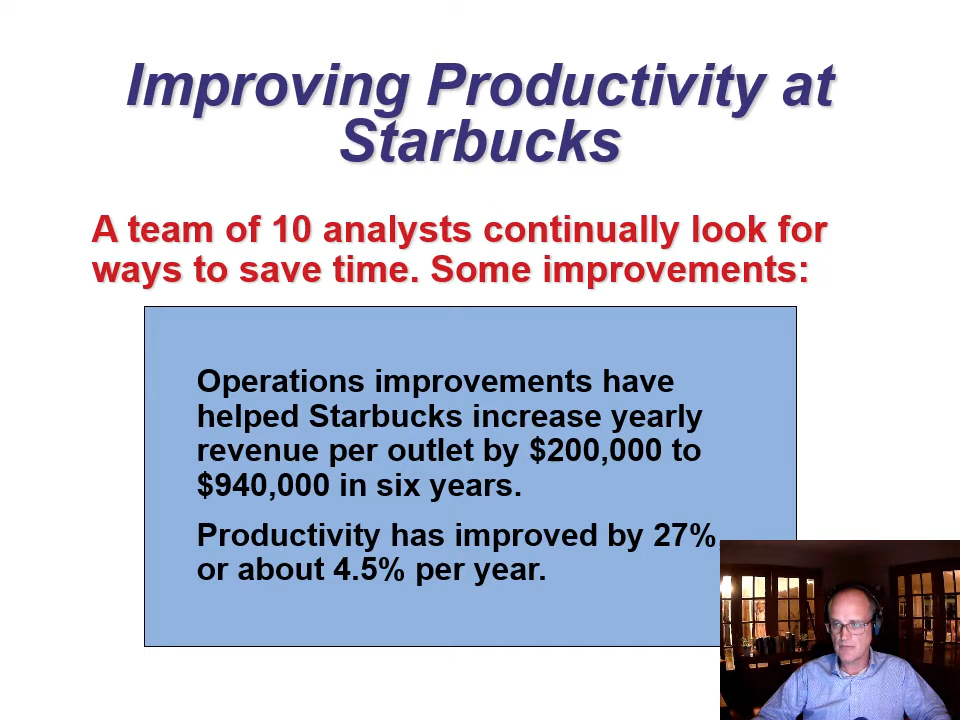 Improving Productivity at
Starbucks
A team of 10 analysts continually look for
ways to save time. Some improvements:
Operations improvements have
helped Starbucks increase yearly
revenue per outlet by $200,000 to
$940,000 in six years.
Productivity has improved by 27%,
or about 4.5% per year.